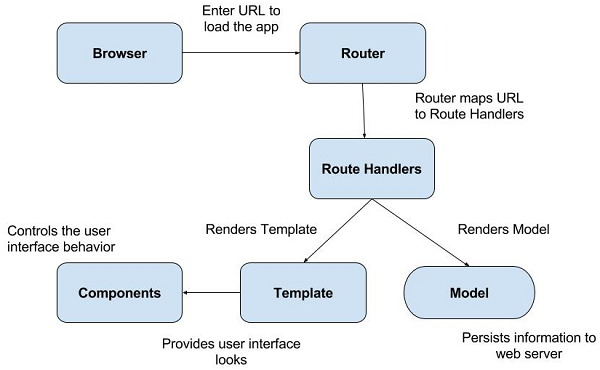 Enter URL to
load the app
Browser
Router
Router maps URL
to Route Handlers
Route Handlers
Renders Template
Renders Model
Controls the user
interface behavior
Components
Template
Model
Provides user interface
looks
Persists information to
web server